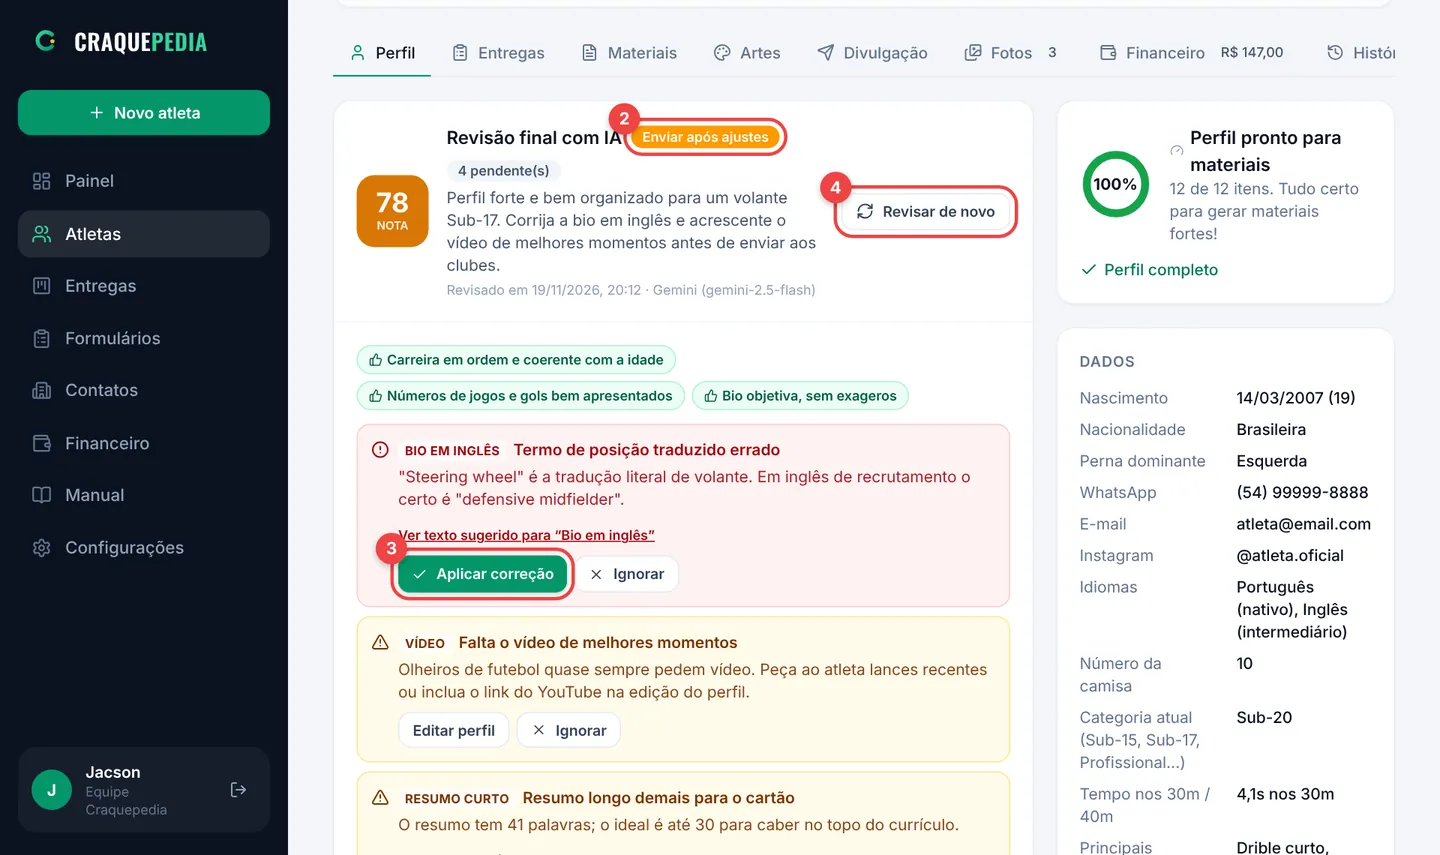 CRAQUEPEDIA
+ Novo atleta
Painel
Atletas
Entregas
Formulários
Contatos
Financeiro
Manual
Configurações
J
Jacson
Equipe
Craquepedia
Perfil
Entregas
Materiais
Artes
Divulgação
Fotos 3
Financeiro R$ 147,00
Histór
2
Revisão final com IA
Enviar após ajustes
4 pendente(s)
78
NOTA
Perfil forte e bem organizado para um volante
Sub-17. Corrija a bio em inglês e acrescente o
vídeo de melhores momentos antes de enviar aos
clubes.
Revisado em 19/11/2026, 20:12 · Gemini (gemini-2.5-flash)
4
Revisar de novo
Carreira em ordem e coerente com a idade
Números de jogos e gols bem apresentados
Bio objetiva, sem exageros
BIO EM INGLÊS Termo de posição traduzido errado
"Steering wheel" é a tradução literal de volante. Em inglês de recrutamento o
certo é "defensive midfielder".
Ver texto sugerido para “Bio em inglês”
3
Aplicar correção
Ignorar
VÍDEO Falta o vídeo de melhores momentos
Olheiros de futebol quase sempre pedem vídeo. Peça ao atleta lances recentes
ou inclua o link do YouTube na edição do perfil.
Editar perfil
Ignorar
RESUMO CURTO Resumo longo demais para o cartão
O resumo tem 41 palavras; o ideal é até 30 para caber no topo do currículo.
100%
Perfil pronto para
materiais
12 de 12 itens. Tudo certo
para gerar materiais
fortes!
Perfil completo
DADOS
Nascimento 14/03/2007 (19)
Nacionalidade Brasileira
Perna dominante Esquerda
WhatsApp (54) 99999-8888
E-mail atleta@email.com
Instagram @atleta.oficial
Idiomas Português
(nativo), Inglês
(intermediário)
Número da 10
camisa
Categoria atual Sub-20
(Sub-15, Sub-17,
Profissional...)
Tempo nos 30m / 4,1s nos 30m
40m
Principais Drible curto,